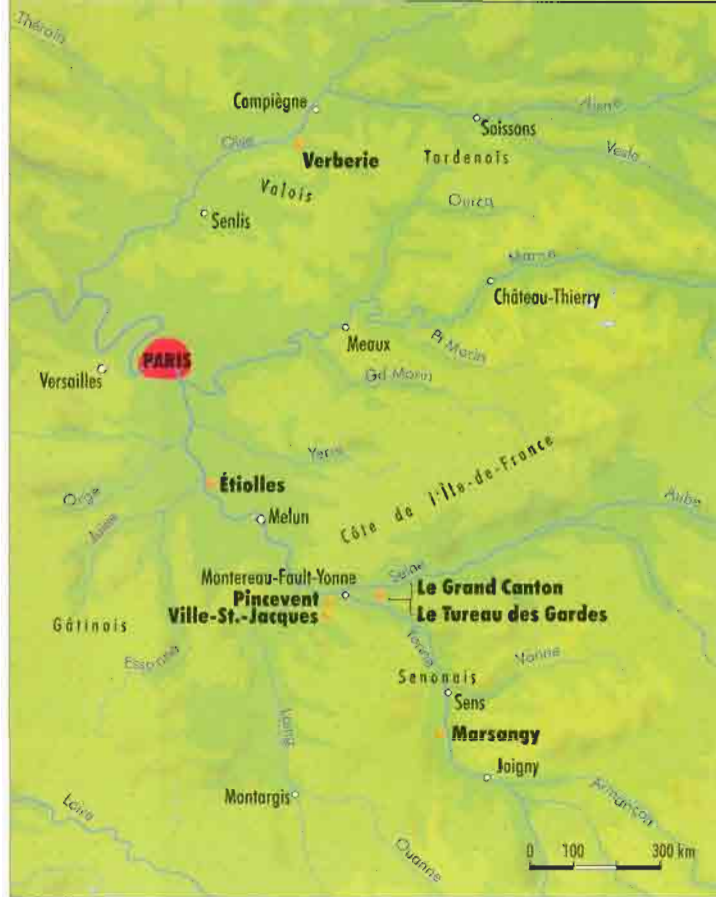 Thérain
Compiègne
Aisne
Soissons
Oise
Vesle
Verberie
Tardenois
Valois
Ourcq
Senlis
Marne
Château-Thierry
Meaux
Pt Morin
PARIS
Versailles
Gd Morin
Yerre
Étiolles
Côte de l'Île-de-France
Orge
Aube
Melun
Juine
Seine
Montereau-Fault-Yonne
Le Grand Canton
Pincevent
Ville-St.-Jacques
Le Tureau des Gardes
Gâtinais
Yonne
Essonne
Vanne
Senonais
Sens
Loing
Marsangy
Joigny
Montargis
Armançon
Loire
Ouanne
0 100 300 km